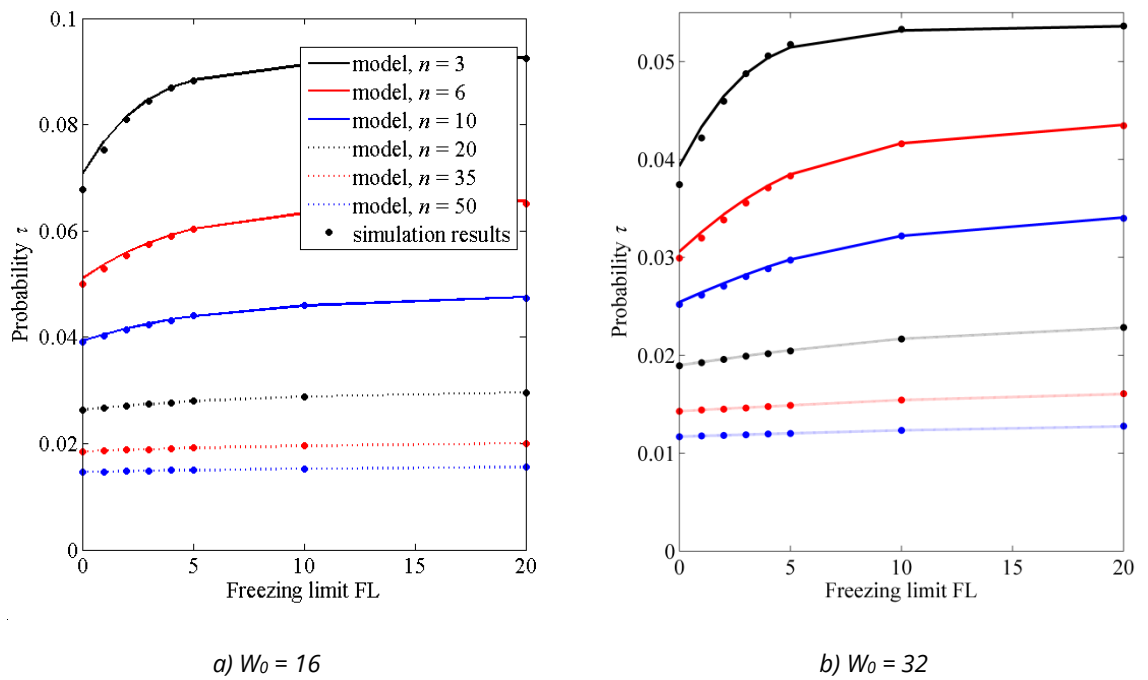 0.1
0.08
0.06
0.04
0.02
0
Probability τ
0
5
10
15
20
Freezing limit FL
model, n = 3
model, n = 6
model, n = 10
model, n = 20
model, n = 35
model, n = 50
simulation results
a) W0 = 16
0.05
0.04
0.03
0.02
0.01
0
Probability τ
0
5
10
15
20
Freezing limit FL
b) W0 = 32